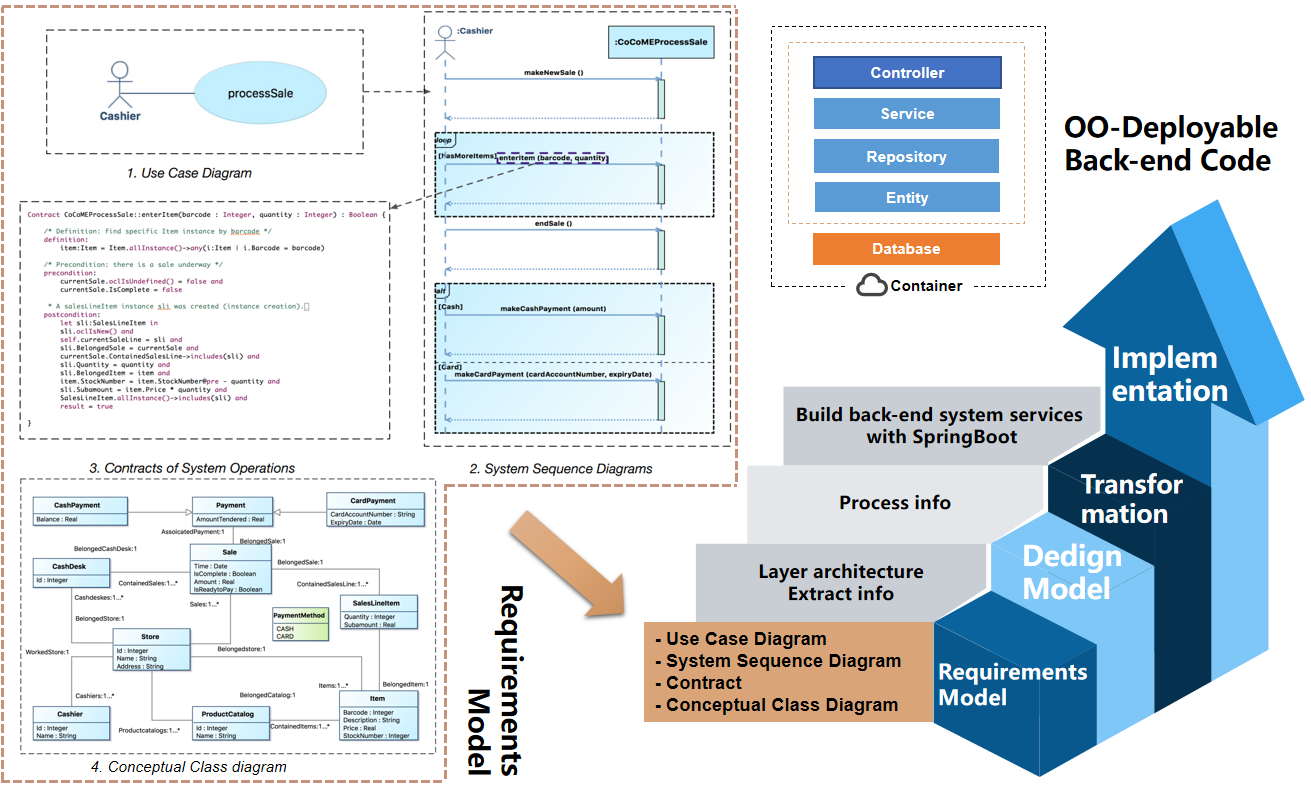 Cashier
processSale
1. Use Case Diagram
:Cashier
:CoCoMEProcessSale
makeNewSale ()
loop
[HasMoreItems]
enterItem (barcode, quantity)
endSale ()
alt
[Cash]
makeCashPayment (amount)
[Card]
makeCardPayment (cardAccountNumber, expiryDate)
2. System Sequence Diagrams
Contract CoCoMEProcessSale::enterItem(barcode : Integer, quantity : Integer) : Boolean {
/* Definition: find specific Item instance by barcode */
definition:
item:Item = Item.allInstance()->any(i:Item | i.Barcode = barcode)
/* Precondition: there is a sale underway */
precondition:
currentSale.oclIsUndefined() = false and
currentSale.IsComplete = false
* A salesLineItem instance sli was created (instance creation).
postcondition:
let sli:SalesLineItem in
sli.oclIsNew() and
self.currentSaleLine = sli and
sli.BelongedSale = currentSale and
currentSale.ContainedSalesLine->includes(sli) and
sli.Quantity = quantity and
sli.BelongedItem = item and
item.StockNumber = item.StockNumber@pre - quantity and
sli.Subamount = item.Price * quantity and
SalesLineItem.allInstance()->includes(sli) and
result = true
}
3. Contracts of System Operations
CashPayment
Balance : Real
Payment
AmountTendered : Real
CardPayment
CardAccountNumber : String
ExpiryDate : Date
AssoicatedPayment:1
BelongedSale:1
BelongedCashDesk:1
CashDesk
Id : Integer
ContainedSales:1...*
Sale
Time : Date
IsComplete : Boolean
Amount : Real
IsReadytoPay : Boolean
BelongedSale:1
ContainedSalesLine:1...*
Cashdeskes:1...*
Sales:1...*
SalesLineItem
Quantity : Integer
Subamount : Real
PaymentMethod
CASH
CARD
BelongedStore:1
Store
Id : Integer
Name : String
Address : String
WorkedStore:1
Belongedstore:1
Cashiers:1...*
BelongedCatalog:1
Items:1...*
BelongedItem:1
Cashier
Id : Integer
Name : String
Productcatalogs:1...*
ProductCatalog
Id : Integer
Name : String
ContainedItems:1...*
Item
Barcode : Integer
Description : String
Price : Real
StockNumber : Integer
4. Conceptual Class diagram
Requirements
Model
Controller
Service
Repository
Entity
Database
Container
OO-Deployable
Back-end Code
Implem
entation
Build back-end system services
with SpringBoot
Transfor
mation
Process info
Dedign
Model
Layer architecture
Extract info
Requirements
Model
- Use Case Diagram
- System Sequence Diagram
- Contract
- Conceptual Class Diagram